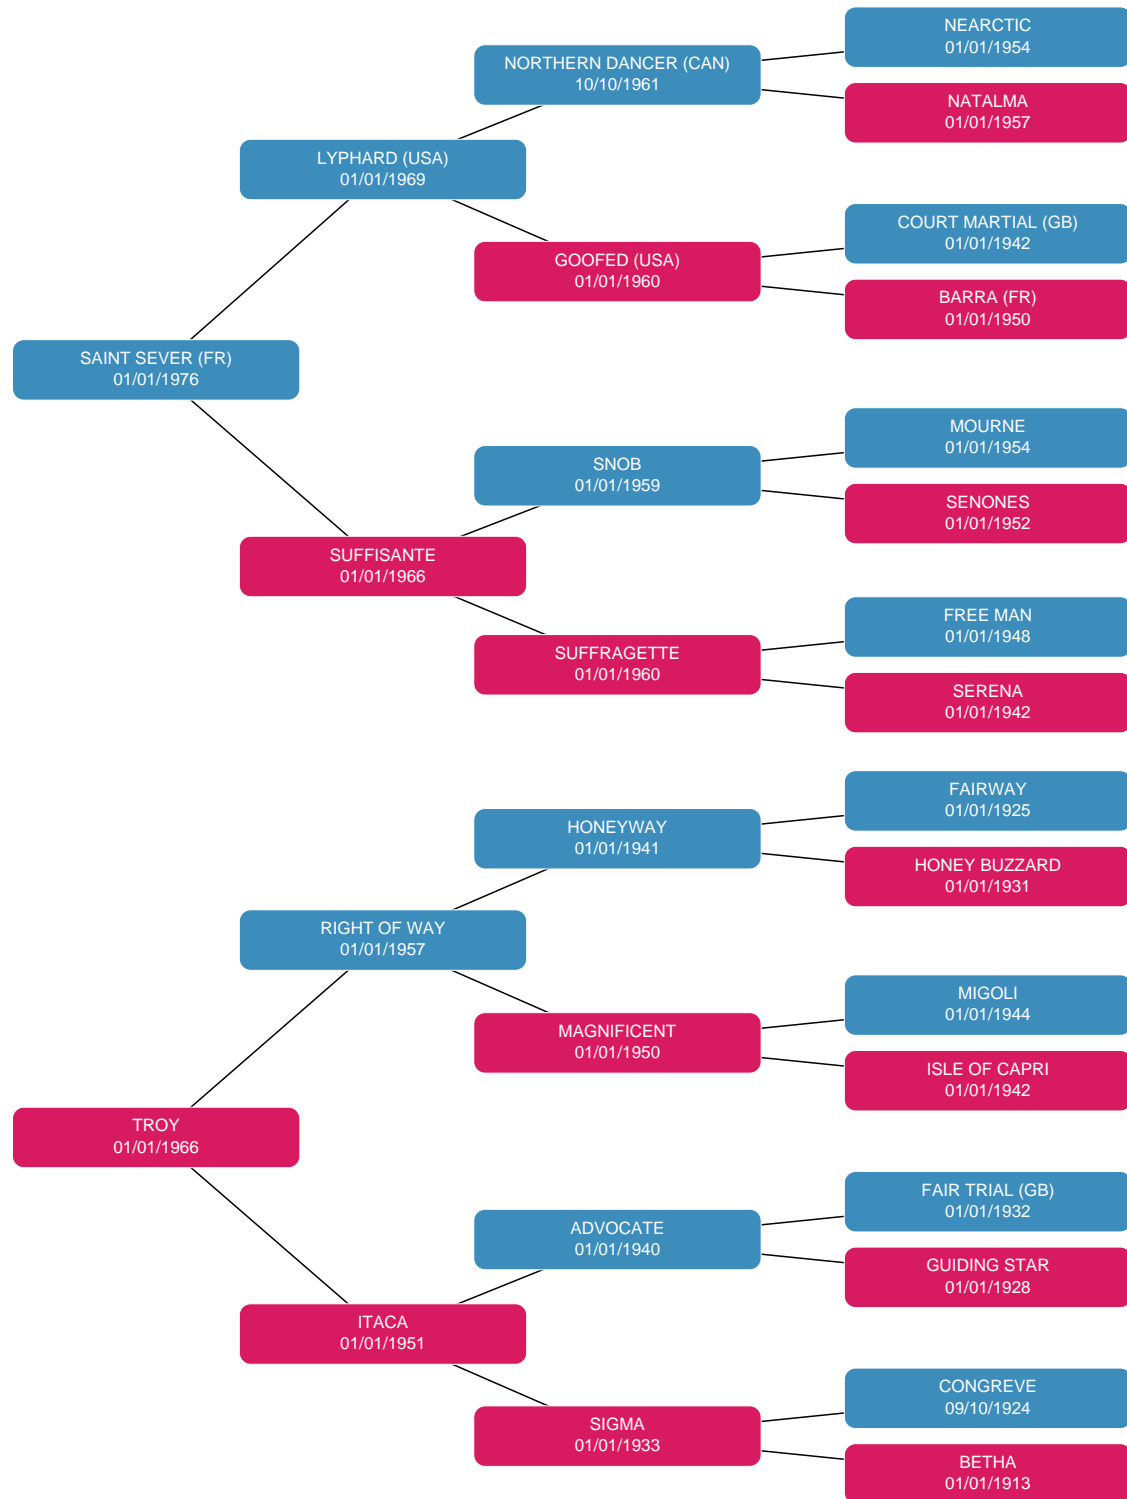 NEARCTIC
01/01/1954
NORTHERN DANCER (CAN)
10/10/1961
NATALMA
01/01/1957
LYPHARD (USA)
01/01/1969
COURT MARTIAL (GB)
01/01/1942
GOOFED (USA)
01/01/1960
BARRA (FR)
01/01/1950
SAINT SEVER (FR)
01/01/1976
MOURNE
01/01/1954
SNOB
01/01/1959
SENONES
01/01/1952
SUFFISANTE
01/01/1966
FREE MAN
01/01/1948
SUFFRAGETTE
01/01/1960
SERENA
01/01/1942
FAIRWAY
01/01/1925
HONEYWAY
01/01/1941
HONEY BUZZARD
01/01/1931
RIGHT OF WAY
01/01/1957
MIGOLI
01/01/1944
MAGNIFICENT
01/01/1950
ISLE OF CAPRI
01/01/1942
TROY
01/01/1966
FAIR TRIAL (GB)
01/01/1932
ADVOCATE
01/01/1940
GUIDING STAR
01/01/1928
ITACA
01/01/1951
CONGREVE
09/10/1924
SIGMA
01/01/1933
BETHA
01/01/1913